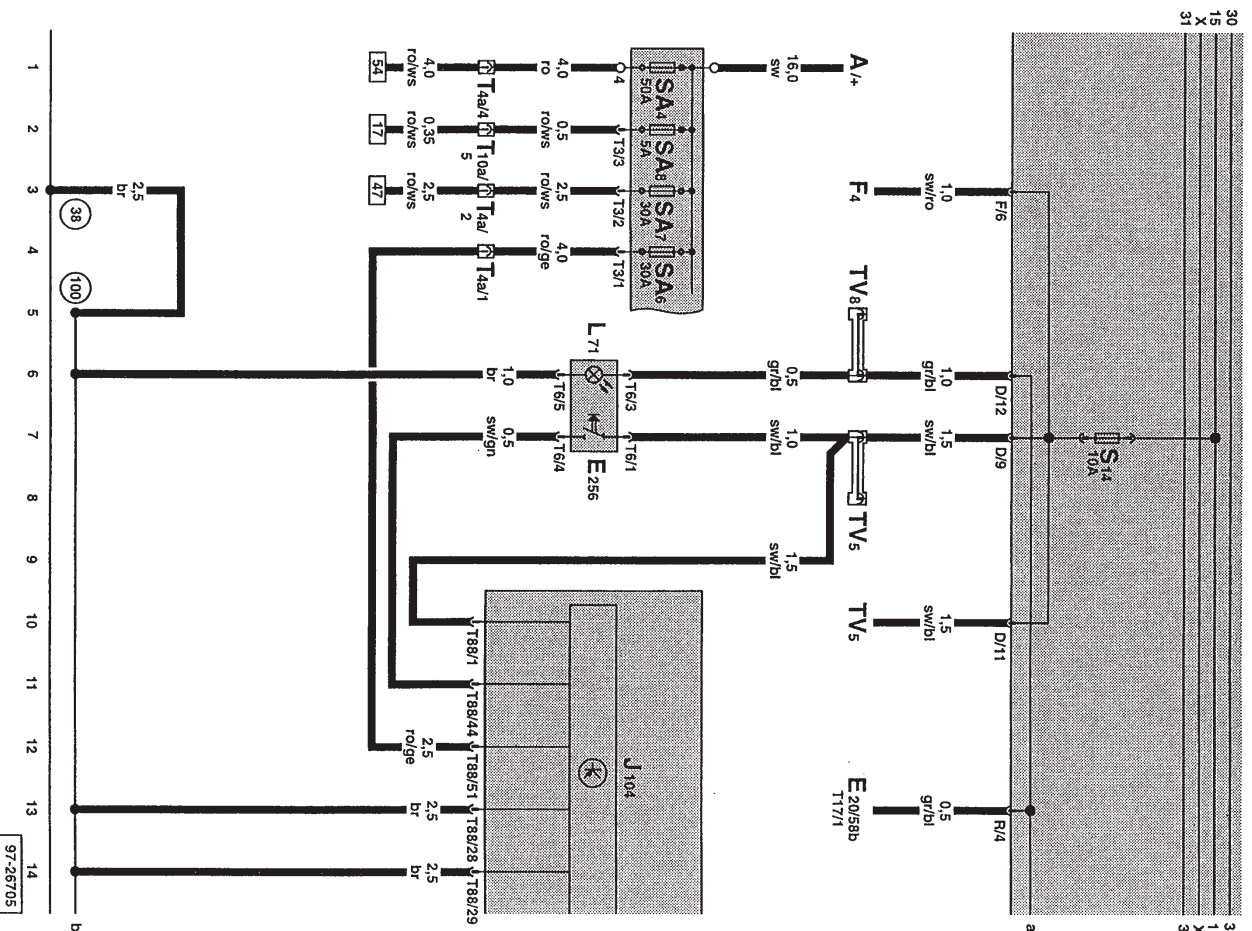 30
15
X
31
3
1
X
3
a
S14
10A
F/6
D/12
D/9
D/11
R/4
1,0
sw/ro
F4
1,0
gr/bl
1,5
sw/bl
1,5
sw/bl
0,5
gr/bl
TV8
TV5
TV5
E20/58b
T17/1
A/+
16,0
sw
SA4
50A
SA8
5A
SA7
30A
SA6
30A
4
T3/3
T3/2
T3/1
4,0
ro
0,5
ro/ws
2,5
ro/ws
4,0
ro/ge
T4a/4
T10a/
5
T4a/
2
T4a/1
4,0
ro/ws
0,35
ro/ws
2,5
ro/ws
54
17
47
0,5
gr/bl
1,0
sw/bl
1,5
sw/bl
L71
T6/3
T6/1
T6/5
T6/4
E256
1,0
br
0,5
sw/gn
J104
T88/1
T88/44
T88/51
T88/28
T88/29
2,5
ro/ge
2,5
br
2,5
br
2,5
br
38
100
b
1
2
3
4
5
6
7
8
9
10
11
12
13
14
97-26705